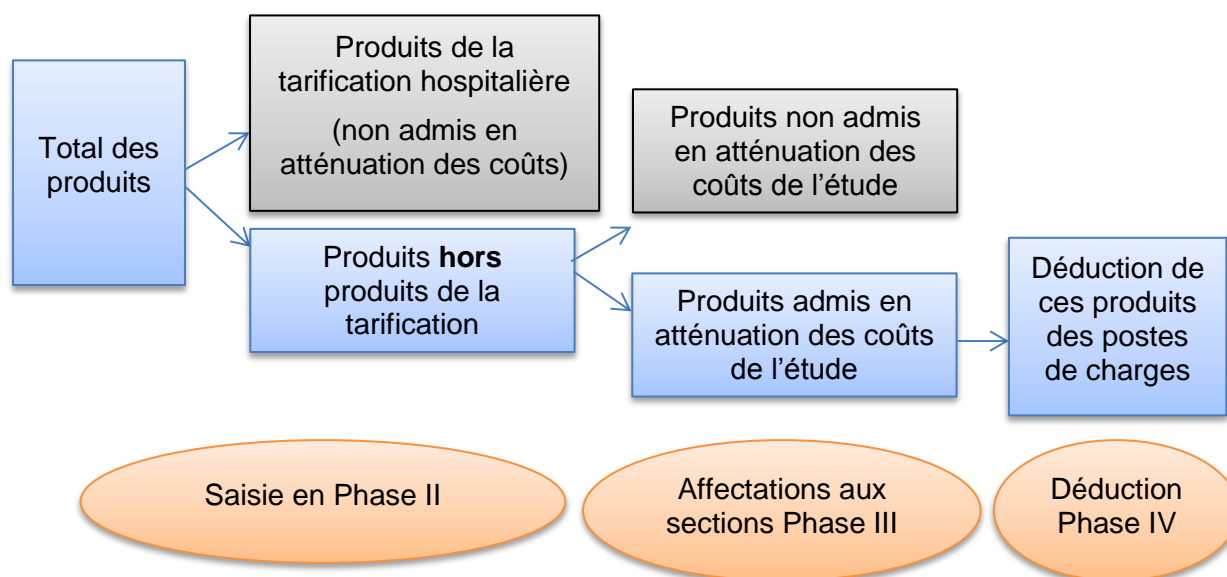 Total des
produits
Produits de la
tarification hospitalière
(non admis en
atténuation des coûts)
Produits hors
produits de la
tarification
Produits non admis
en atténuation des
coûts de l'étude
Produits admis en
atténuation des coûts
de l'étude
Déduction de
ces produits
des postes
de charges
Saisie en Phase II
Affectations aux
sections Phase III
Déduction
Phase IV